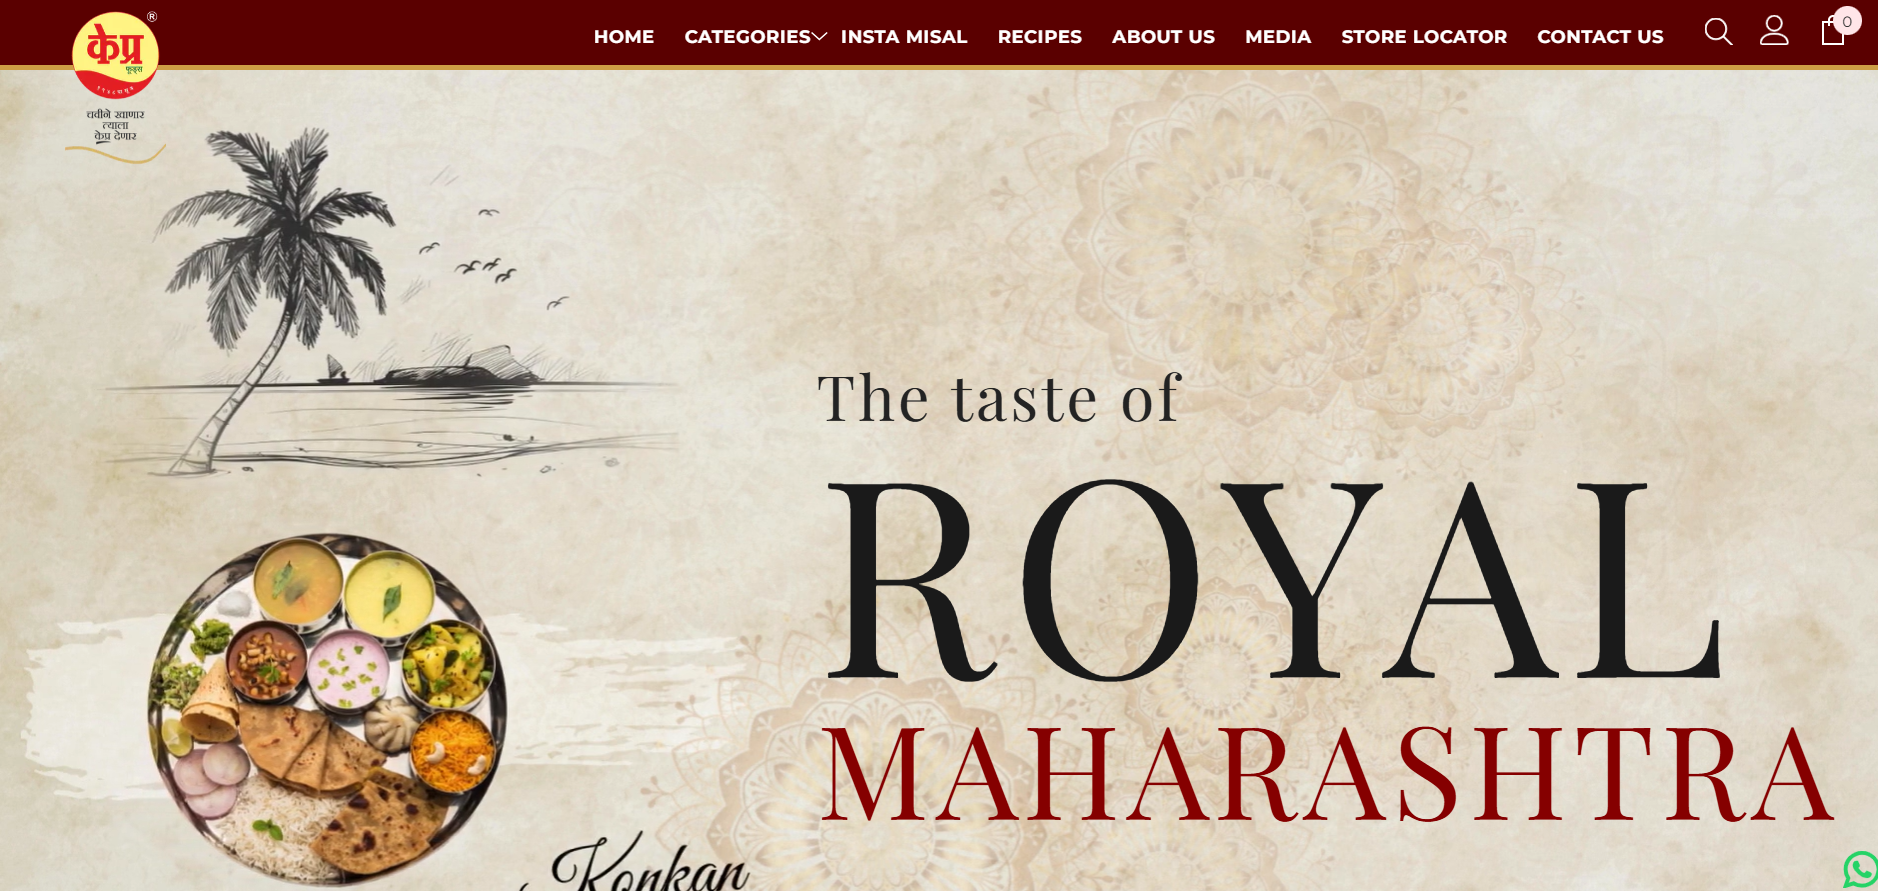 HOME CATEGORIES INSTA MISAL RECIPES ABOUT US MEDIA STORE LOCATOR CONTACT US
0
®
केप्र
फूड्स
चवीने खाणार
त्याला
केप्र देणार
The taste of
ROYAL
MAHARASHTRA
Konkan